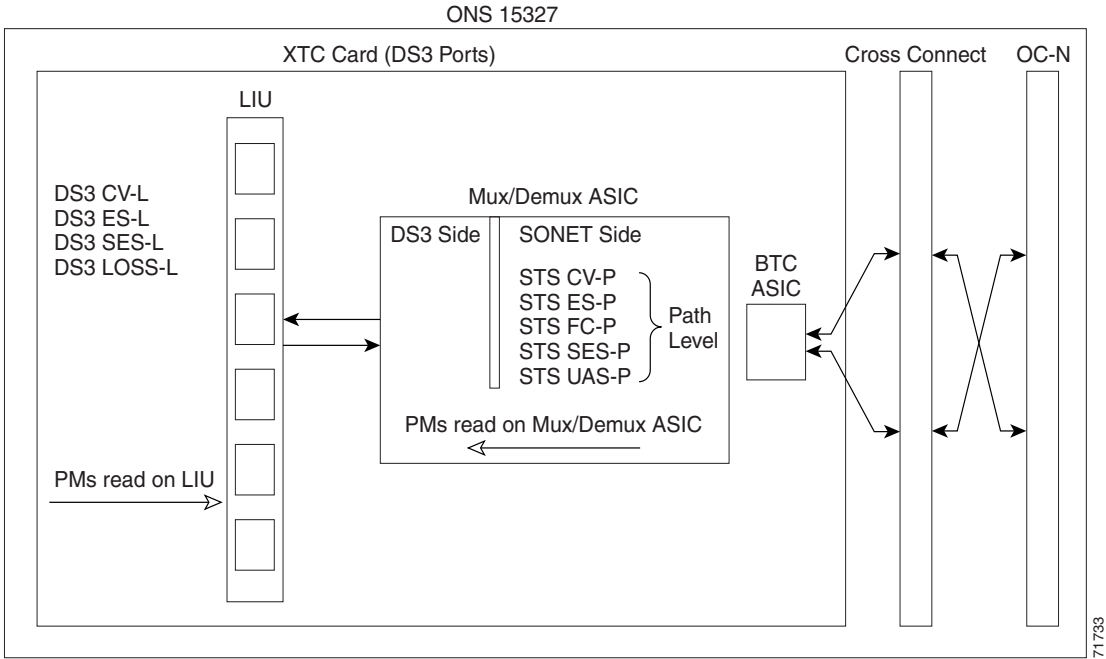 ONS 15327
XTC Card (DS3 Ports)
Cross Connect
OC-N
LIU
DS3 CV-L
DS3 ES-L
DS3 SES-L
DS3 LOSS-L
PMs read on LIU
Mux/Demux ASIC
DS3 Side
SONET Side
STS CV-P
STS ES-P
STS FC-P
STS SES-P
STS UAS-P
Path
Level
PMs read on Mux/Demux ASIC
BTC
ASIC
71733